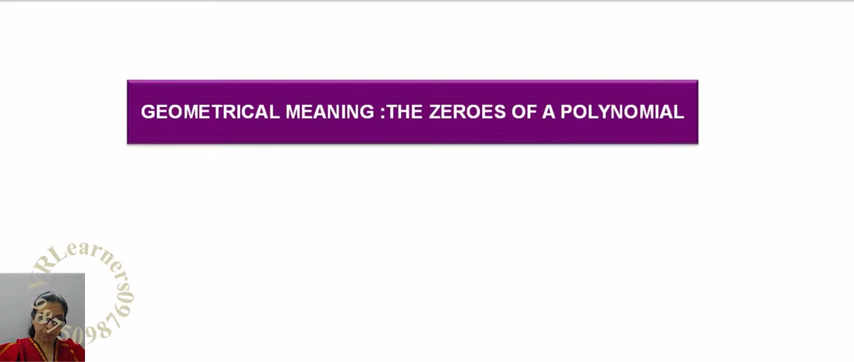 GEOMETRICAL MEANING :THE ZEROES OF A POLYNOMIAL